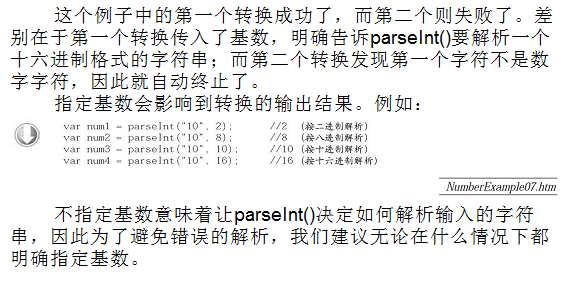 这个例子中的第一个转换成功了，而第二个则失败了。差
别在于第一个转换传入了基数，明确告诉parseInt()要解析一个
十六进制格式的字符串；而第二个转换发现第一个字符不是数
字字符，因此就自动终止了。
指定基数会影响到转换的输出结果。例如：
var num1 = parseInt("10", 2); //2 (按二进制解析)
var num2 = parseInt("10", 8); //8 (按八进制解析)
var num3 = parseInt("10", 10); //10 (按十进制解析)
var num4 = parseInt("10", 16); //16 (按十六进制解析)
NumberExample07.htm
不指定基数意味着让parseInt()决定如何解析输入的字符
串，因此为了避免错误的解析，我们建议无论在什么情况下都
明确指定基数。